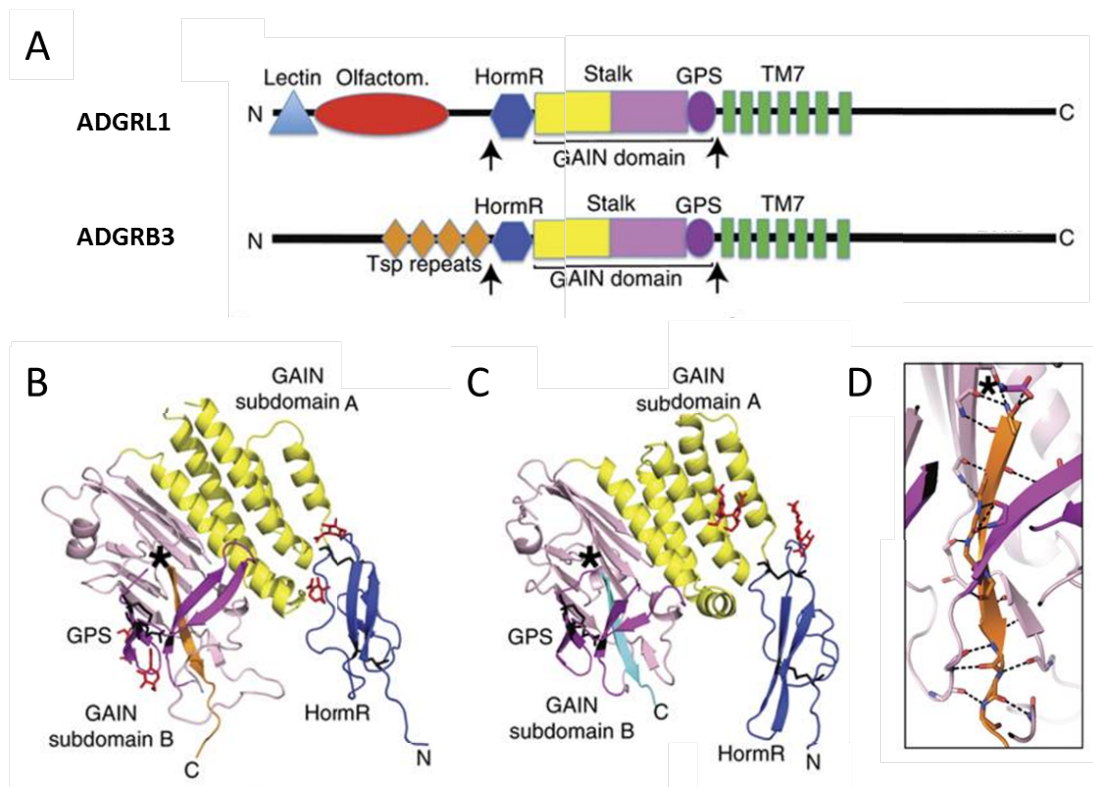 A
Lectin Olfactom. HormR Stalk GPS TM7
ADGRL1
N C
GAIN domain
HormR Stalk GPS TM7
ADGRB3
N C
Tsp repeats
GAIN domain
B
GAIN
subdomain A
*
GPS
GAIN
subdomain B
HormR
C
N
C
GAIN
subdomain A
*
GPS
GAIN
subdomain B
C
HormR
N
D
*